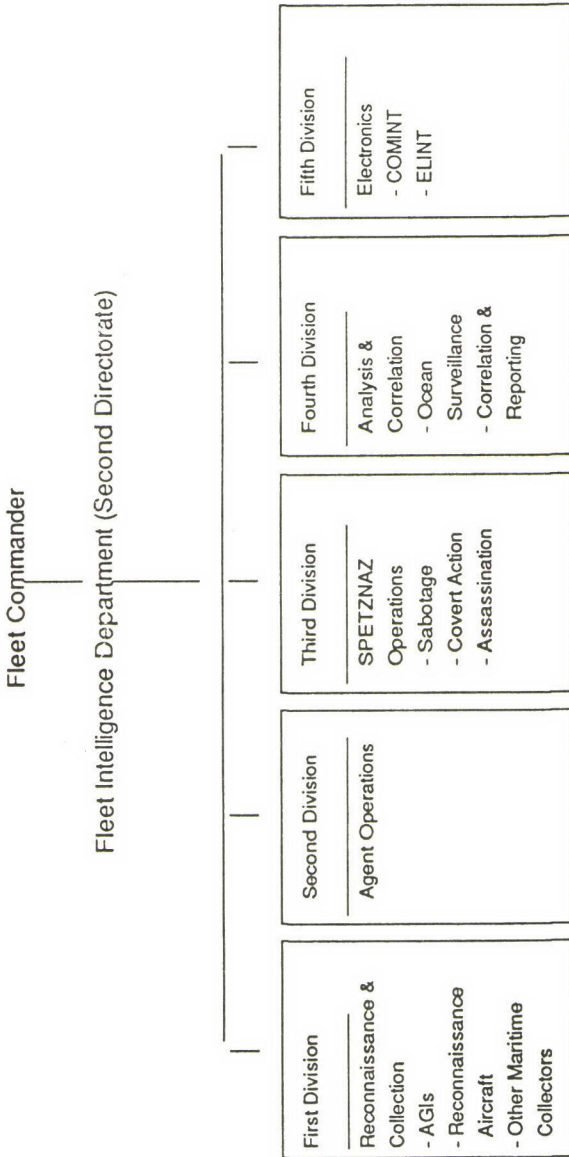 Fleet Commander
Fleet Intelligence Department (Second Directorate)
First Division
Reconnaissance &
Collection
- AGIs
- Reconnaissance
Aircraft
- Other Maritime
Collectors
Second Division
Agent Operations
Third Division
SPETZNAZ
Operations
- Sabotage
- Covert Action
- Assassination
Fourth Division
Analysis &
Correlation
- Ocean
Surveillance
- Correlation &
Reporting
Fifth Division
Electronics
- COMINT
- ELINT